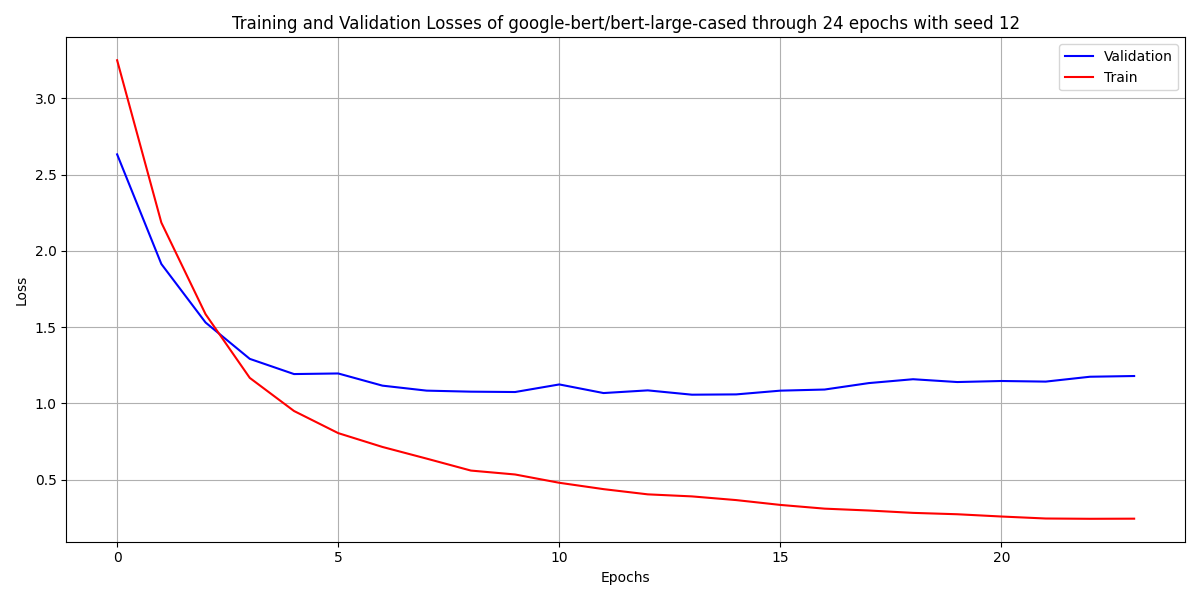 Training and Validation Losses of google-bert/bert-large-cased through 24 epochs with seed 12
Validation
Train
3.0
2.5
2.0
1.5
1.0
0.5
Loss
0 5 10 15 20
Epochs